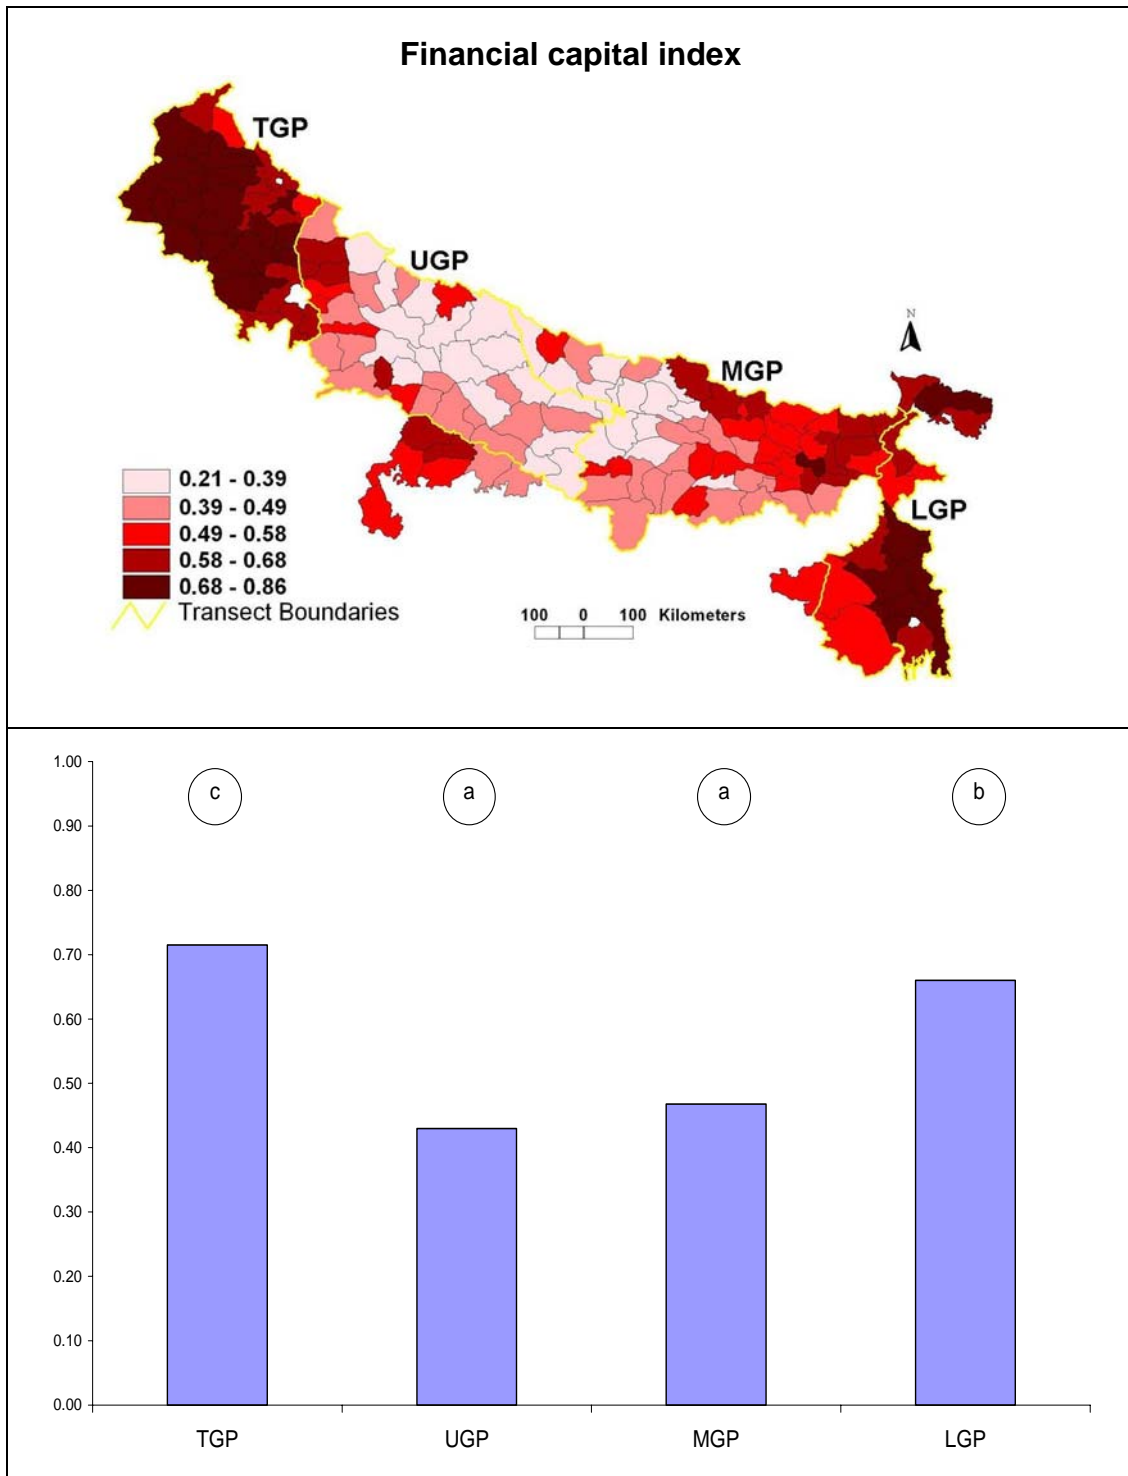 Financial capital index
TGP
UGP
N
MGP
LGP
0.21 - 0.39
0.39 - 0.49
0.49 - 0.58
0.58 - 0.68
0.68 - 0.86
Transect Boundaries
100 0 100 Kilometers
1.00
c a a b
0.90
0.80
0.70
0.60
0.50
0.40
0.30
0.20
0.10
0.00
TGP UGP MGP LGP